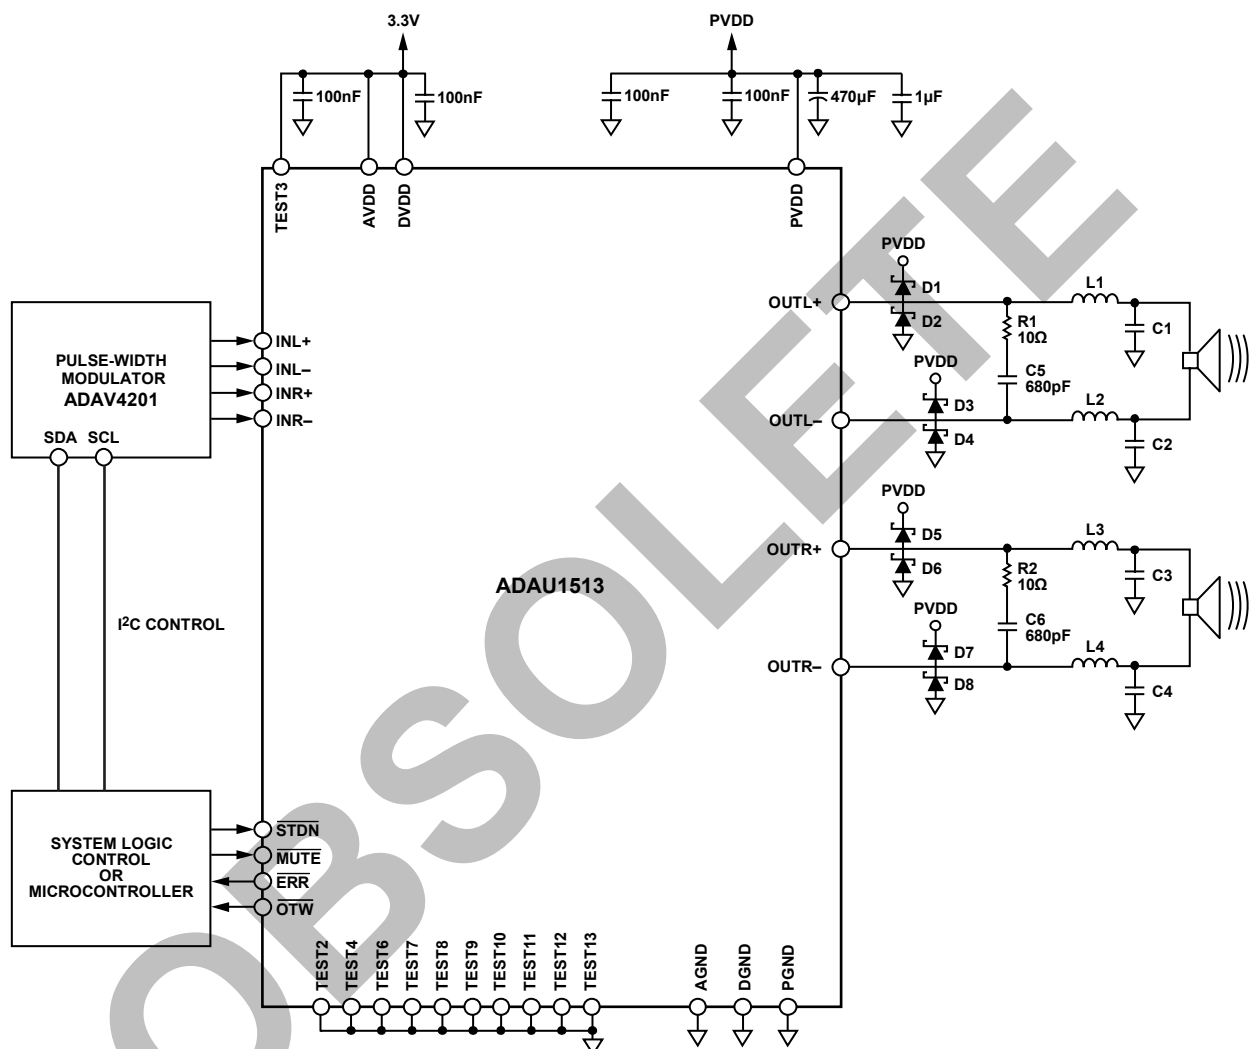 3.3V
PVDD
100nF
100nF
100nF
100nF
470µF
1µF
TEST3
AVDD
DVDD
PVDD
PULSE-WIDTH
MODULATOR
ADAV4201
SDA SCL
INL+
INL–
INR+
INR–
I2C CONTROL
ADAU1513
SYSTEM LOGIC
CONTROL
OR
MICROCONTROLLER
STDN
MUTE
ERR
OTW
OUTL+
OUTL–
OUTR+
OUTR–
PVDD
D1
D2
PVDD
D3
D4
R1
10Ω
C5
680pF
L1
C1
L2
C2
PVDD
D5
D6
PVDD
D7
D8
R2
10Ω
C6
680pF
L3
C3
L4
C4
TEST2
TEST4
TEST6
TEST7
TEST8
TEST9
TEST10
TEST11
TEST12
TEST13
AGND
DGND
PGND
OBSOLETE